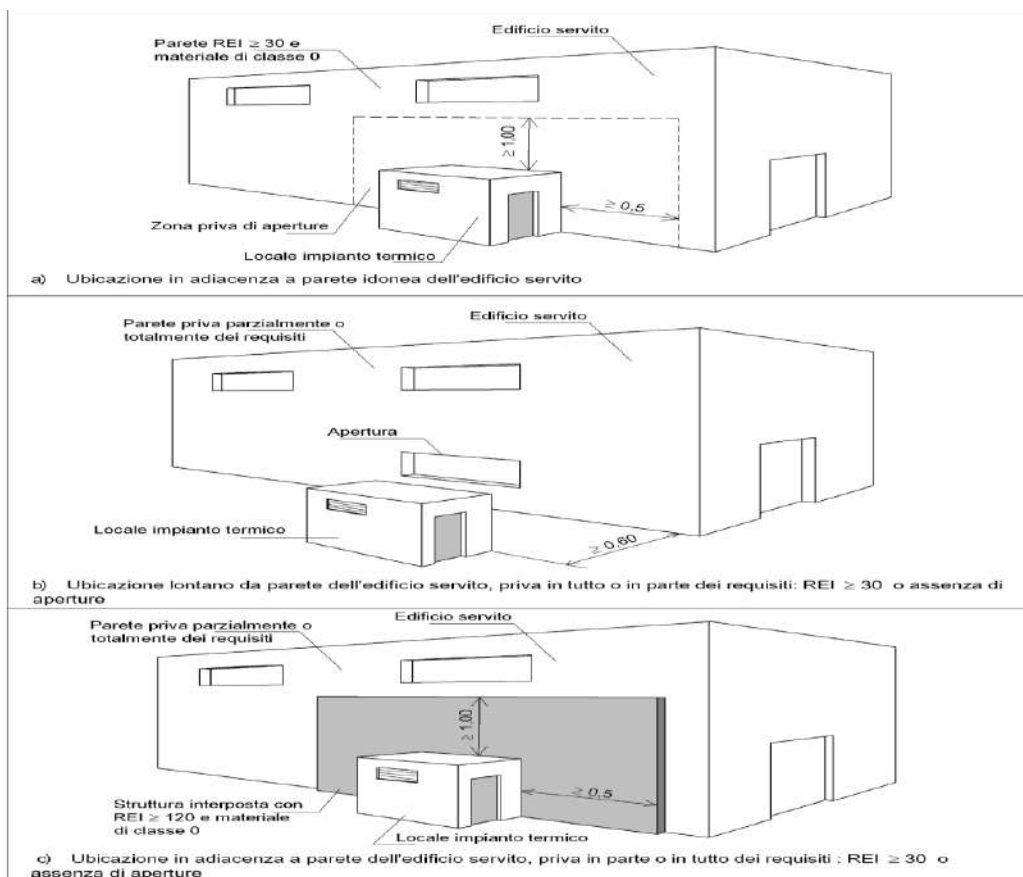 Edificio servito
Parete REI ≥ 30 e
materiale di classe 0
≥ 1,00
≥ 0,5
Zona priva di aperture
Locale impianto termico
a) Ubicazione in adiacenza a parete idonea dell'edificio servito
Parete priva parzialmente o
totalmente dei requisiti
Edificio servito
Apertura
Locale impianto termico
≥ 0,60
b) Ubicazione lontano da parete dell'edificio servito, priva in tutto o in parte dei requisiti: REI ≥ 30 o assenza di
aperture
Edificio servito
Parete priva parzialmente o
totalmente dei requisiti
≥ 1,00
≥ 0,5
Struttura interposta con
REI ≥ 120 e materiale
di classe 0
Locale impianto termico
c) Ubicazione in adiacenza a parete dell'edificio servito, priva in parte o in tutto dei requisiti : REI ≥ 30 o
assenza di aperture